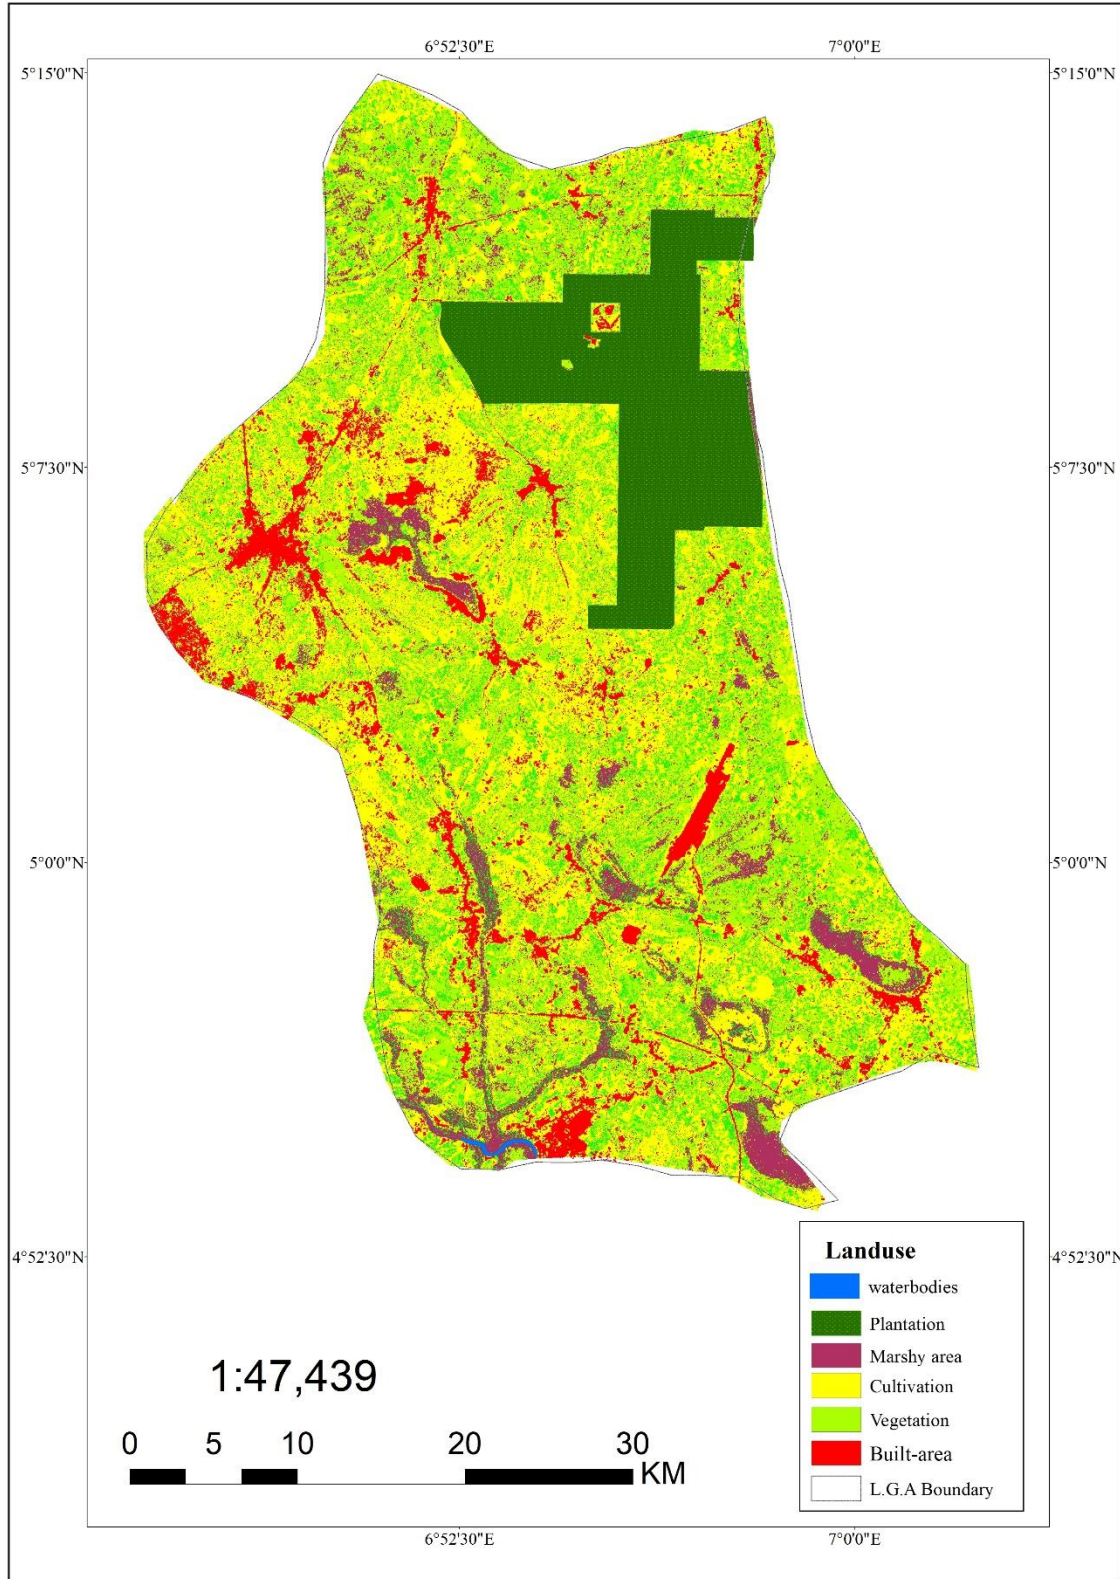 6°52'30"E 7°0'0"E
5°15'0"N 5°15'0"N
5°7'30"N 5°7'30"N
5°0'0"N 5°0'0"N
4°52'30"N 4°52'30"N
Landuse
waterbodies
Plantation
Marshy area
Cultivation
Vegetation
Built-area
L.G.A Boundary
1:47,439
0 5 10 20 30
KM
6°52'30"E 7°0'0"E